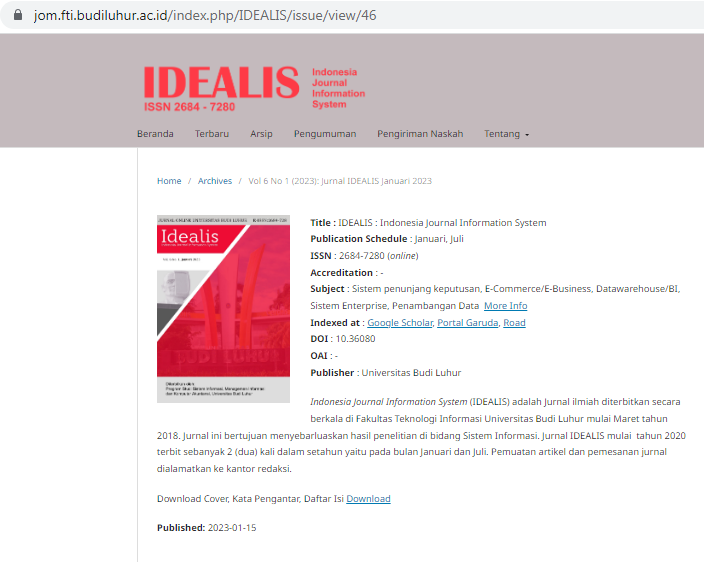 jom.fti.budiluhur.ac.id/index.php/IDEALIS/issue/view/46
IDEALIS
ISSN 2684 - 7280
Indonesia
Journal
Information
System
Beranda Terbaru Arsip Pengumuman Pengiriman Naskah Tentang
Home / Archives / Vol 6 No 1 (2023): Jurnal IDEALIS Januari 2023
Idealis
BUDI LUHUR
Title : IDEALIS : Indonesia Journal Information System
Publication Schedule : Januari, Juli
ISSN : 2684-7280 (online)
Accreditation : -
Subject : Sistem penunjang keputusan, E-Commerce/E-Business, Datawarehouse/BI,
Sistem Enterprise, Penambangan Data More Info
Indexed at : Google Scholar, Portal Garuda, Road
DOI : 10.36080
OAI : -
Publisher : Universitas Budi Luhur
Indonesia Journal Information System (IDEALIS) adalah Jurnal ilmiah diterbitkan secara
berkala di Fakultas Teknologi Informasi Universitas Budi Luhur mulai Maret tahun
2018. Jurnal ini bertujuan menyebarluaskan hasil penelitian di bidang Sistem Informasi. Jurnal IDEALIS mulai tahun 2020
terbit sebanyak 2 (dua) kali dalam setahun yaitu pada bulan Januari dan Juli. Pemuatan artikel dan pemesanan jurnal
dialamatkan ke kantor redaksi.
Download Cover, Kata Pengantar, Daftar Isi Download
Published: 2023-01-15